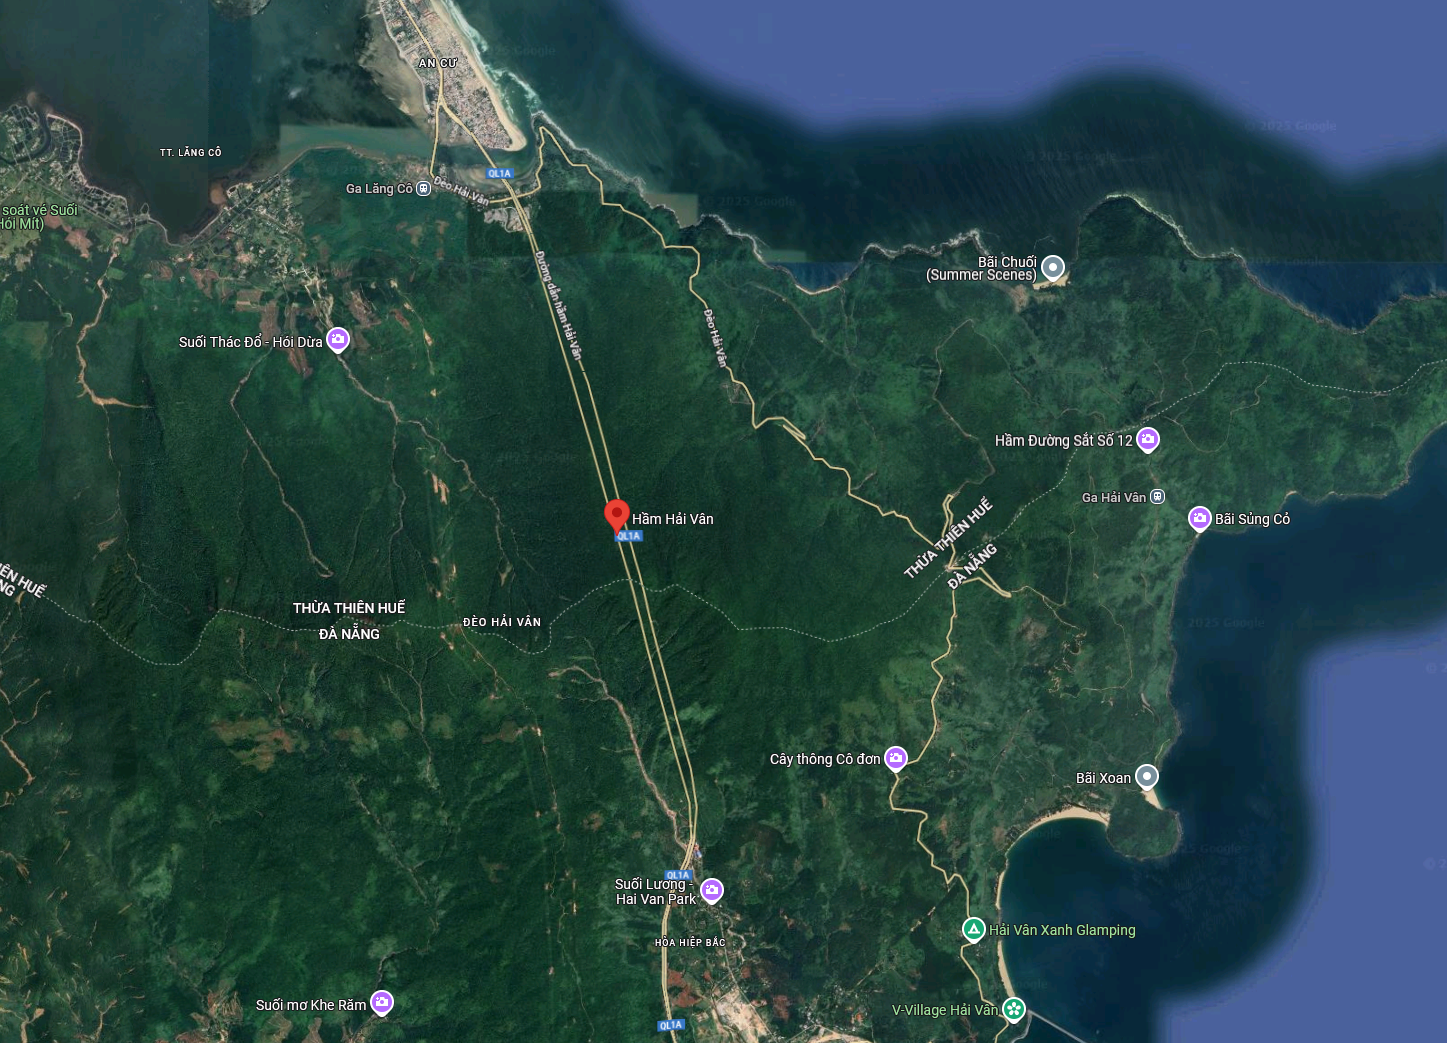 AN CƯ
TT. LĂNG CÔ
QL1A
Ga Lăng Cô
Đèo Hải Vân
soát vé Suối
Hói Mít)
Đường dẫn hầm Hải Vân
Bãi Chuối
(Summer Scenes)
Đèo Hải Vân
Suối Thác Đổ - Hói Dừa
Hầm Đường Sắt Số 12
Ga Hải Vân
Hầm Hải Vân
Bãi Sủng Cỏ
QL1A
THỪA THIÊN HUẾ
ĐÀ NẴNG
IÊN HUẾ
NG
THỪA THIÊN HUẾ
ĐÀ NẴNG
ĐÈO HẢI VÂN
Cây thông Cô đơn
Bãi Xoan
QL1A
Suối Lương -
Hai Van Park
HÒA HIỆP BẮC
Hải Vân Xanh Glamping
Suối mơ Khe Răm
V-Village Hải Vân
QL1A